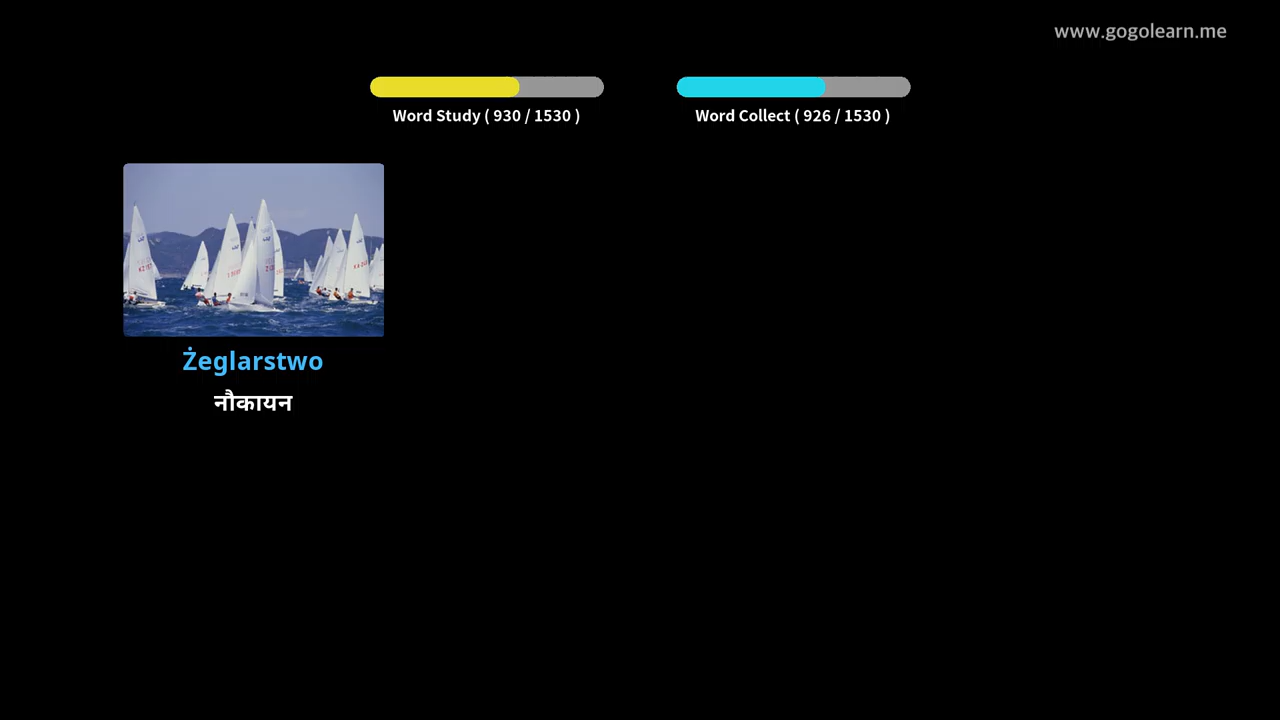 www.gogolearn.me
Word Study ( 930 / 1530 )
Word Collect ( 926 / 1530 )
Żeglarstwo
नौकायन